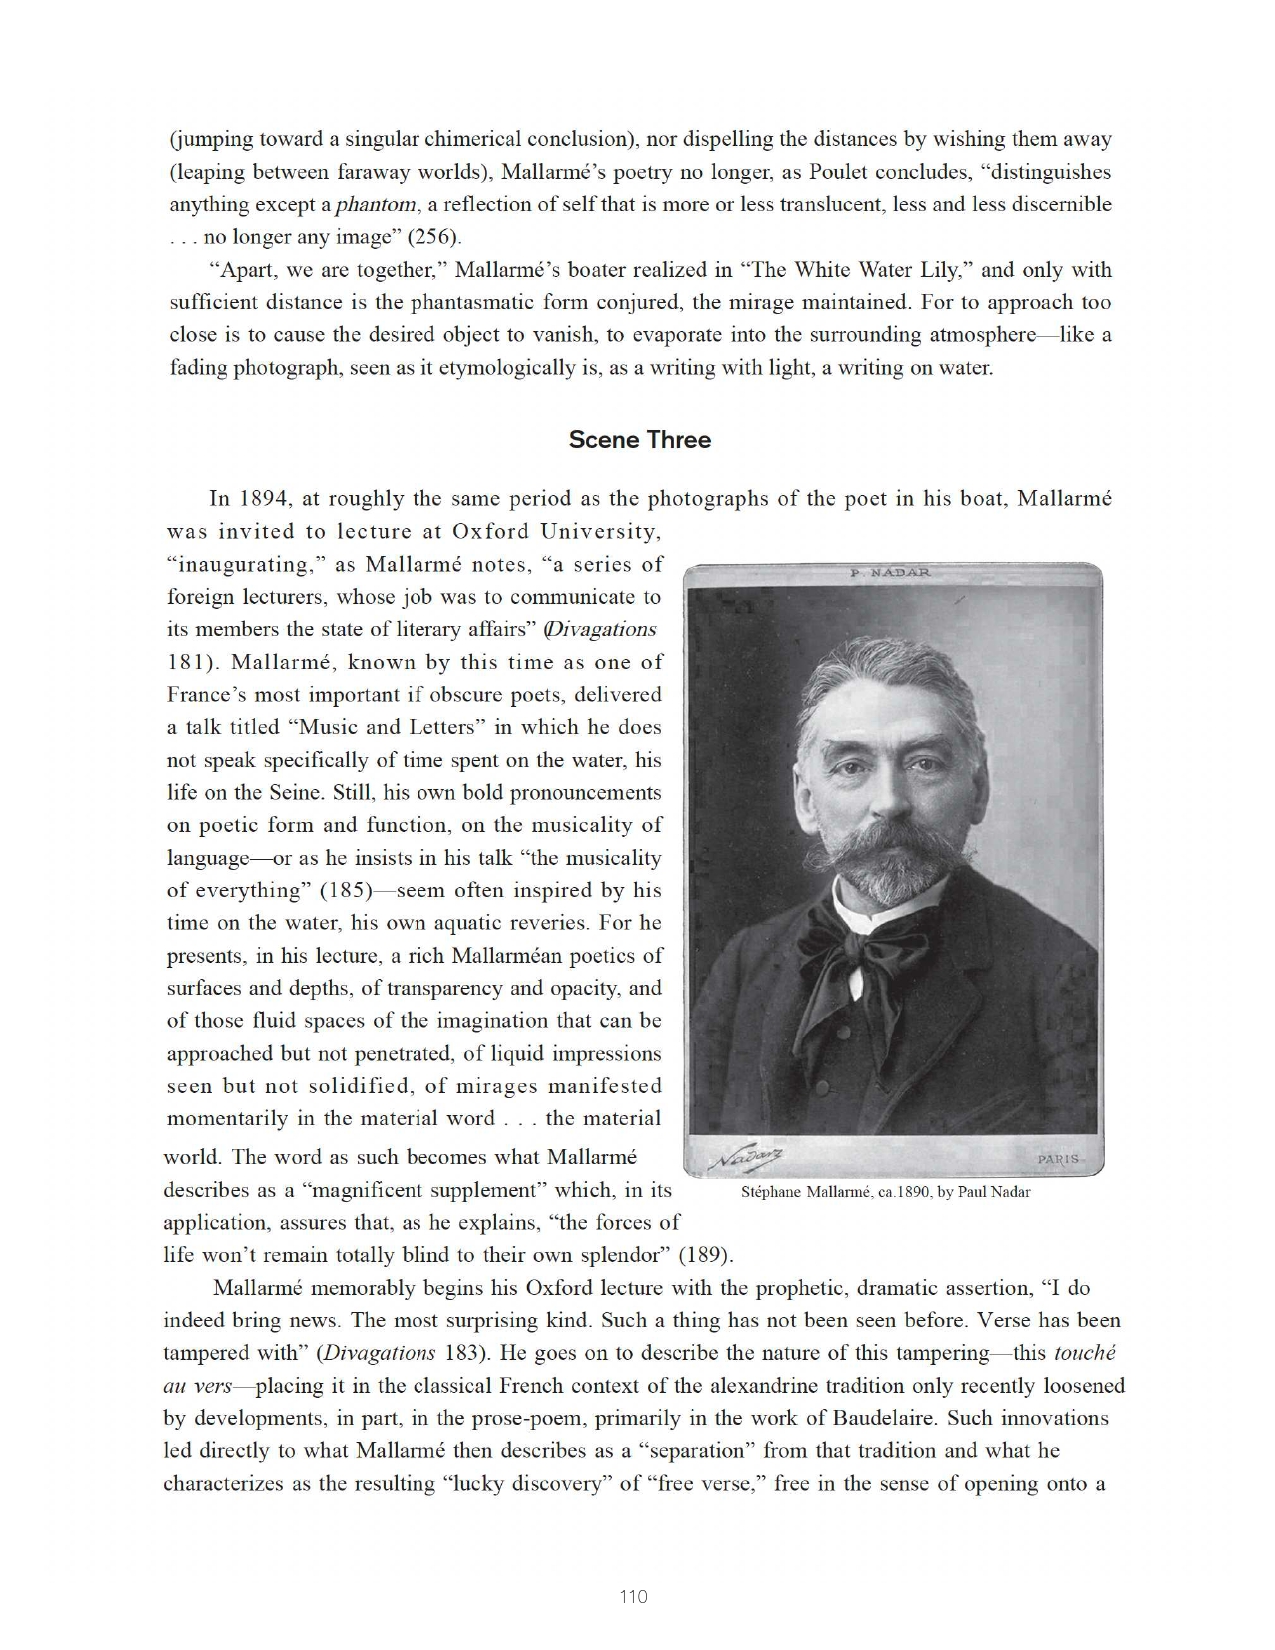 (jumping toward a singular chimerical conclusion), nor dispelling the distances by wishing them away
(leaping between faraway worlds), Mallarmé’s poetry no longer, as Poulet concludes, “distinguishes
anything except a phantom, a reflection of self that is more or less translucent, less and less discernible
. . . no longer any image” (256).
“Apart, we are together,” Mallarmé’s boater realized in “The White Water Lily,” and only with
sufficient distance is the phantasmatic form conjured, the mirage maintained. For to approach too
close is to cause the desired object to vanish, to evaporate into the surrounding atmosphere—like a
fading photograph, seen as it etymologically is, as a writing with light, a writing on water.
Scene Three
In 1894, at roughly the same period as the photographs of the poet in his boat, Mallarmé
was invited to lecture at Oxford University,
“inaugurating,” as Mallarmé notes, “a series of
foreign lecturers, whose job was to communicate to
its members the state of literary affairs” (Divagations
181). Mallarmé, known by this time as one of
France’s most important if obscure poets, delivered
a talk titled “Music and Letters” in which he does
not speak specifically of time spent on the water, his
life on the Seine. Still, his own bold pronouncements
on poetic form and function, on the musicality of
language—or as he insists in his talk “the musicality
of everything” (185)—seem often inspired by his
time on the water, his own aquatic reveries. For he
presents, in his lecture, a rich Mallarméan poetics of
surfaces and depths, of transparency and opacity, and
of those fluid spaces of the imagination that can be
approached but not penetrated, of liquid impressions
seen but not solidified, of mirages manifested
momentarily in the material word . . . the material
world. The word as such becomes what Mallarmé
describes as a “magnificent supplement” which, in its
application, assures that, as he explains, “the forces of
life won’t remain totally blind to their own splendor” (189).
P. NADAR
Nadar
PARIS
Stéphane Mallarmé, ca.1890, by Paul Nadar
Mallarmé memorably begins his Oxford lecture with the prophetic, dramatic assertion, “I do
indeed bring news. The most surprising kind. Such a thing has not been seen before. Verse has been
tampered with” (Divagations 183). He goes on to describe the nature of this tampering—this touché
au vers—placing it in the classical French context of the alexandrine tradition only recently loosened
by developments, in part, in the prose-poem, primarily in the work of Baudelaire. Such innovations
led directly to what Mallarmé then describes as a “separation” from that tradition and what he
characterizes as the resulting “lucky discovery” of “free verse,” free in the sense of opening onto a
110